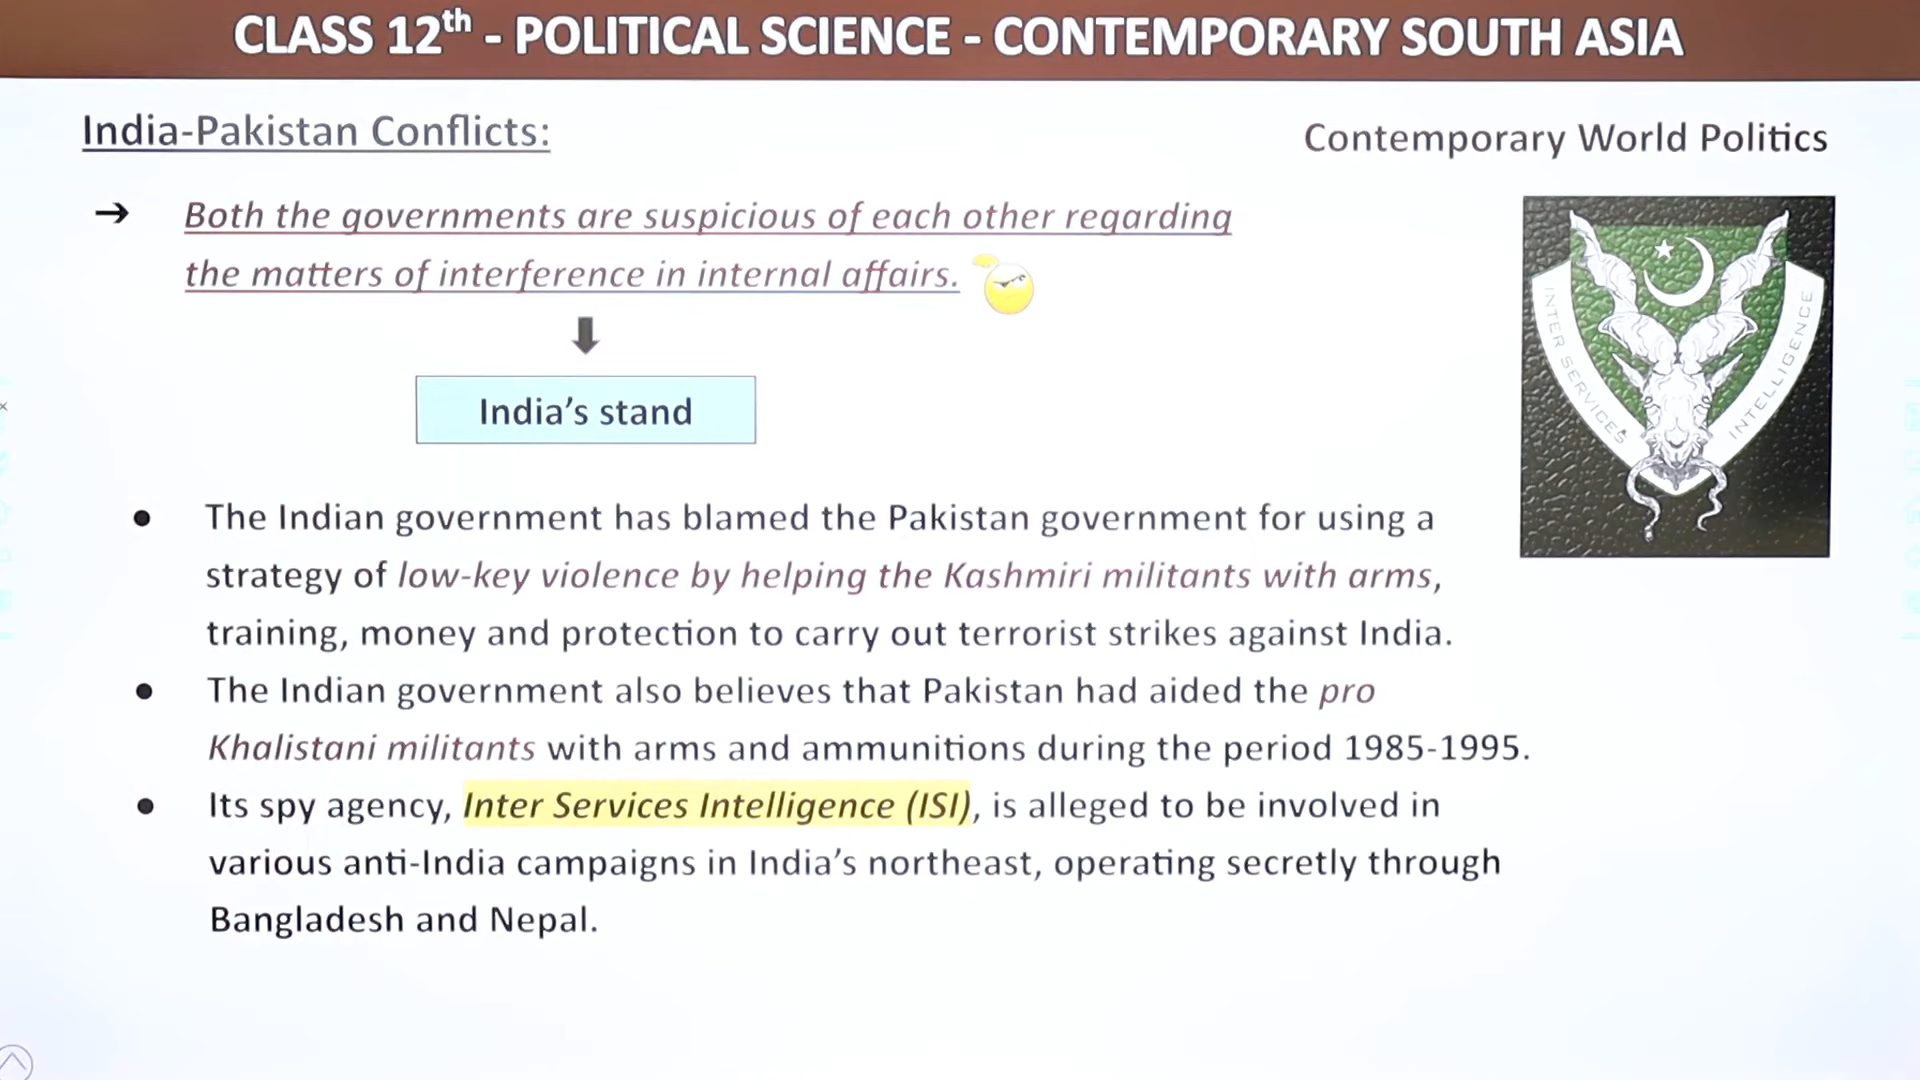 CLASS 12th - POLITICAL SCIENCE - CONTEMPORARY SOUTH ASIA
India-Pakistan Conflicts:
Contemporary World Politics
→ Both the governments are suspicious of each other regarding
the matters of interference in internal affairs.
India’s stand
INTER SERVICES INTELLIGENCE
● The Indian government has blamed the Pakistan government for using a
strategy of low-key violence by helping the Kashmiri militants with arms,
training, money and protection to carry out terrorist strikes against India.
● The Indian government also believes that Pakistan had aided the pro
Khalistani militants with arms and ammunitions during the period 1985-1995.
● Its spy agency, Inter Services Intelligence (ISI), is alleged to be involved in
various anti-India campaigns in India’s northeast, operating secretly through
Bangladesh and Nepal.